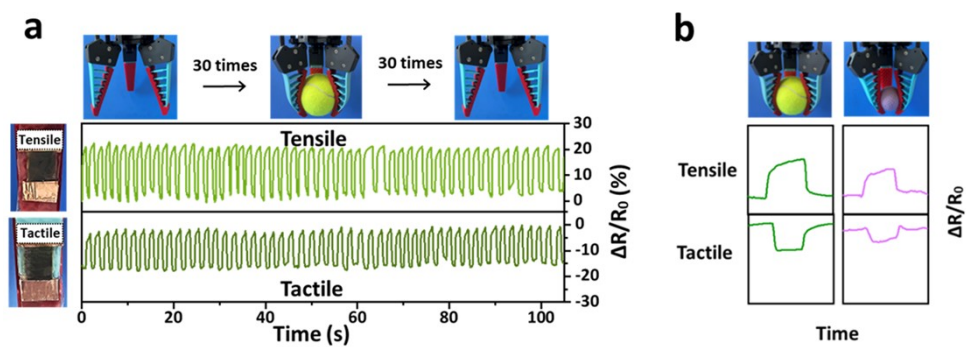 a
30 times
30 times
Tensile
Tactile
Tensile
Tactile
30
20
10
0
0
-10
-20
-30
ΔR/R₀ (%)
0
20
40
60
80
100
Time (s)
b
Tensile
Tactile
ΔR/R₀
Time